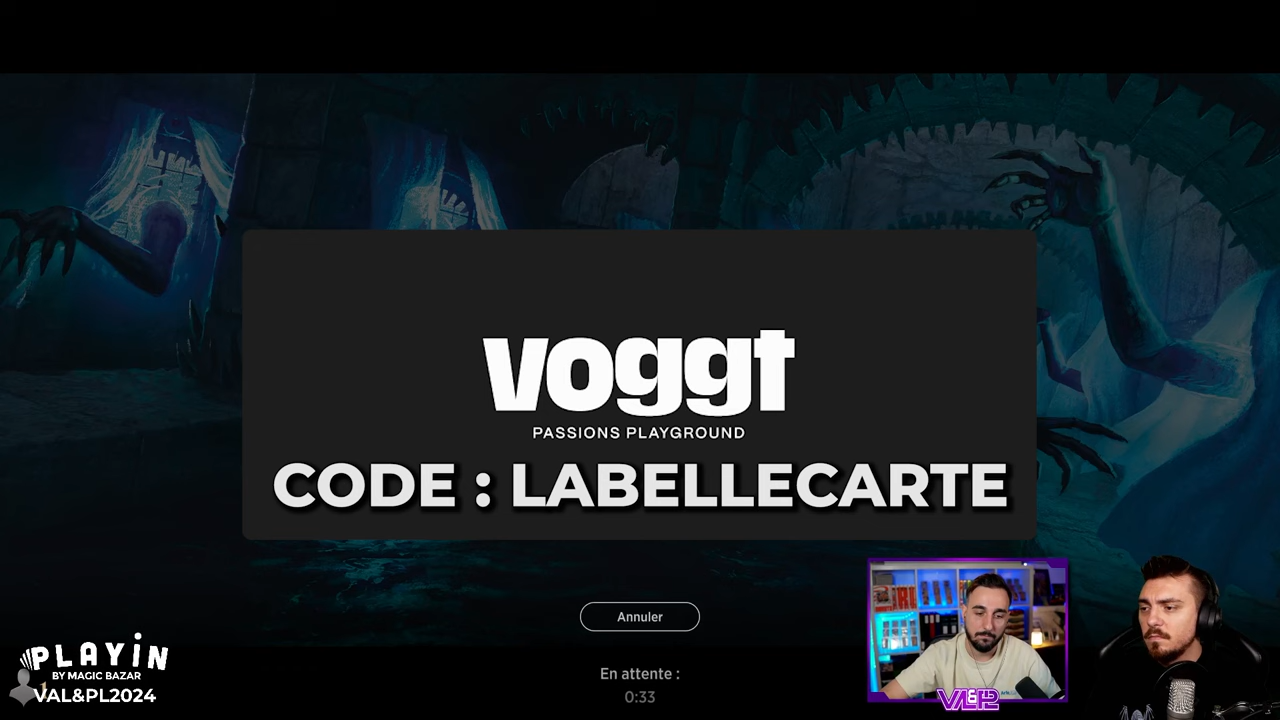 voggt
PASSIONS PLAYGROUND
CODE : LABELLECARTE
Annuler
En attente :
0:33
PLAYIN
BY MAGIC BAZAR
VAL&PL2024
VAL&PL